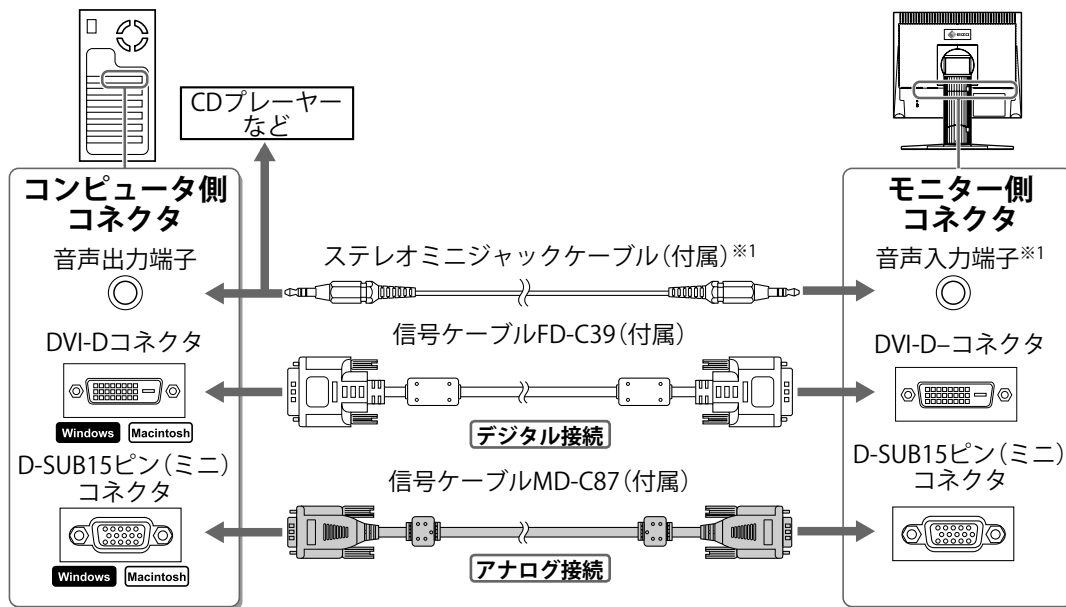 EIZO
CDプレーヤー
など
コンピュータ側
コネクタ
モニター側
コネクタ
音声出力端子
ステレオミニジャックケーブル(付属)※1
音声入力端子※1
DVI-Dコネクタ
信号ケーブルFD-C39(付属)
DVI-D–コネクタ
Windows Macintosh
デジタル接続
D-SUB15ピン(ミニ)
コネクタ
信号ケーブルMD-C87(付属)
D-SUB15ピン(ミニ)
コネクタ
Windows Macintosh
アナログ接続